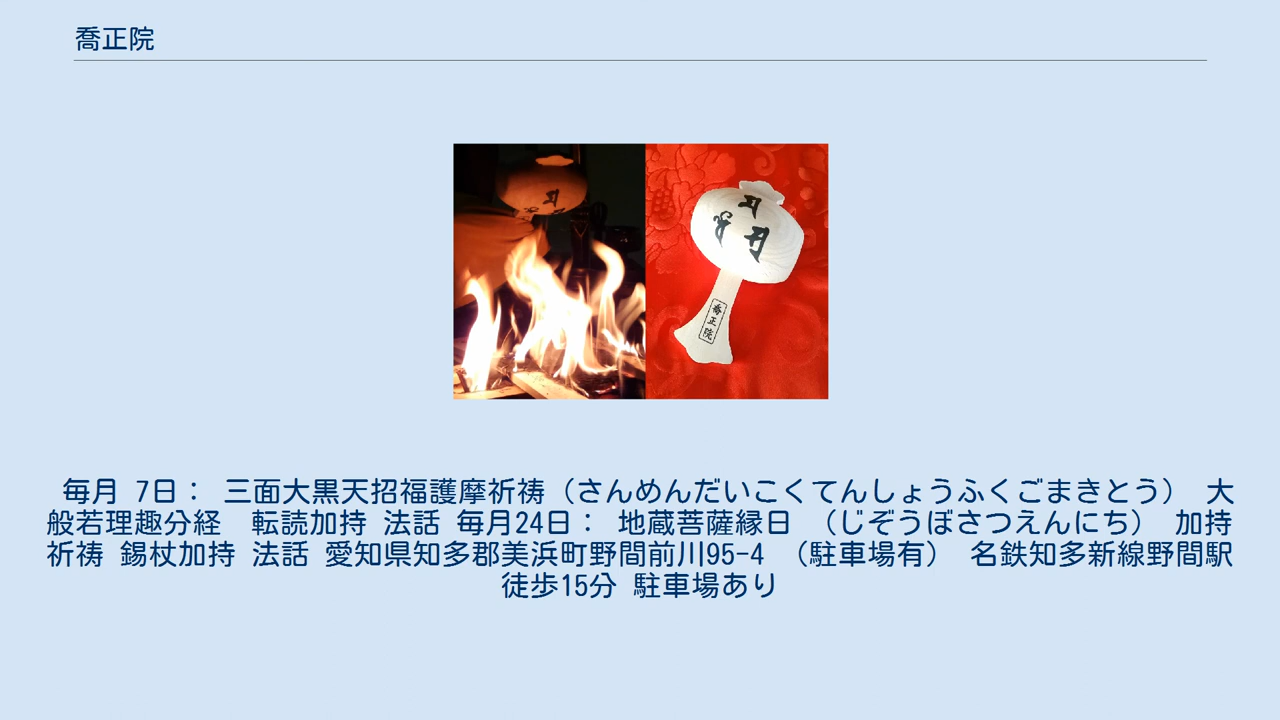 喬正院
喬正院
毎月 7日： 三面大黒天招福護摩祈祷（さんめんだいこくてんしょうふくごまきとう） 大
般若理趣分経　転読加持 法話 毎月24日： 地蔵菩薩縁日 （じぞうぼさつえんにち） 加持
祈祷 錫杖加持 法話 愛知県知多郡美浜町野間前川95-4 （駐車場有） 名鉄知多新線野間駅
徒歩15分 駐車場あり